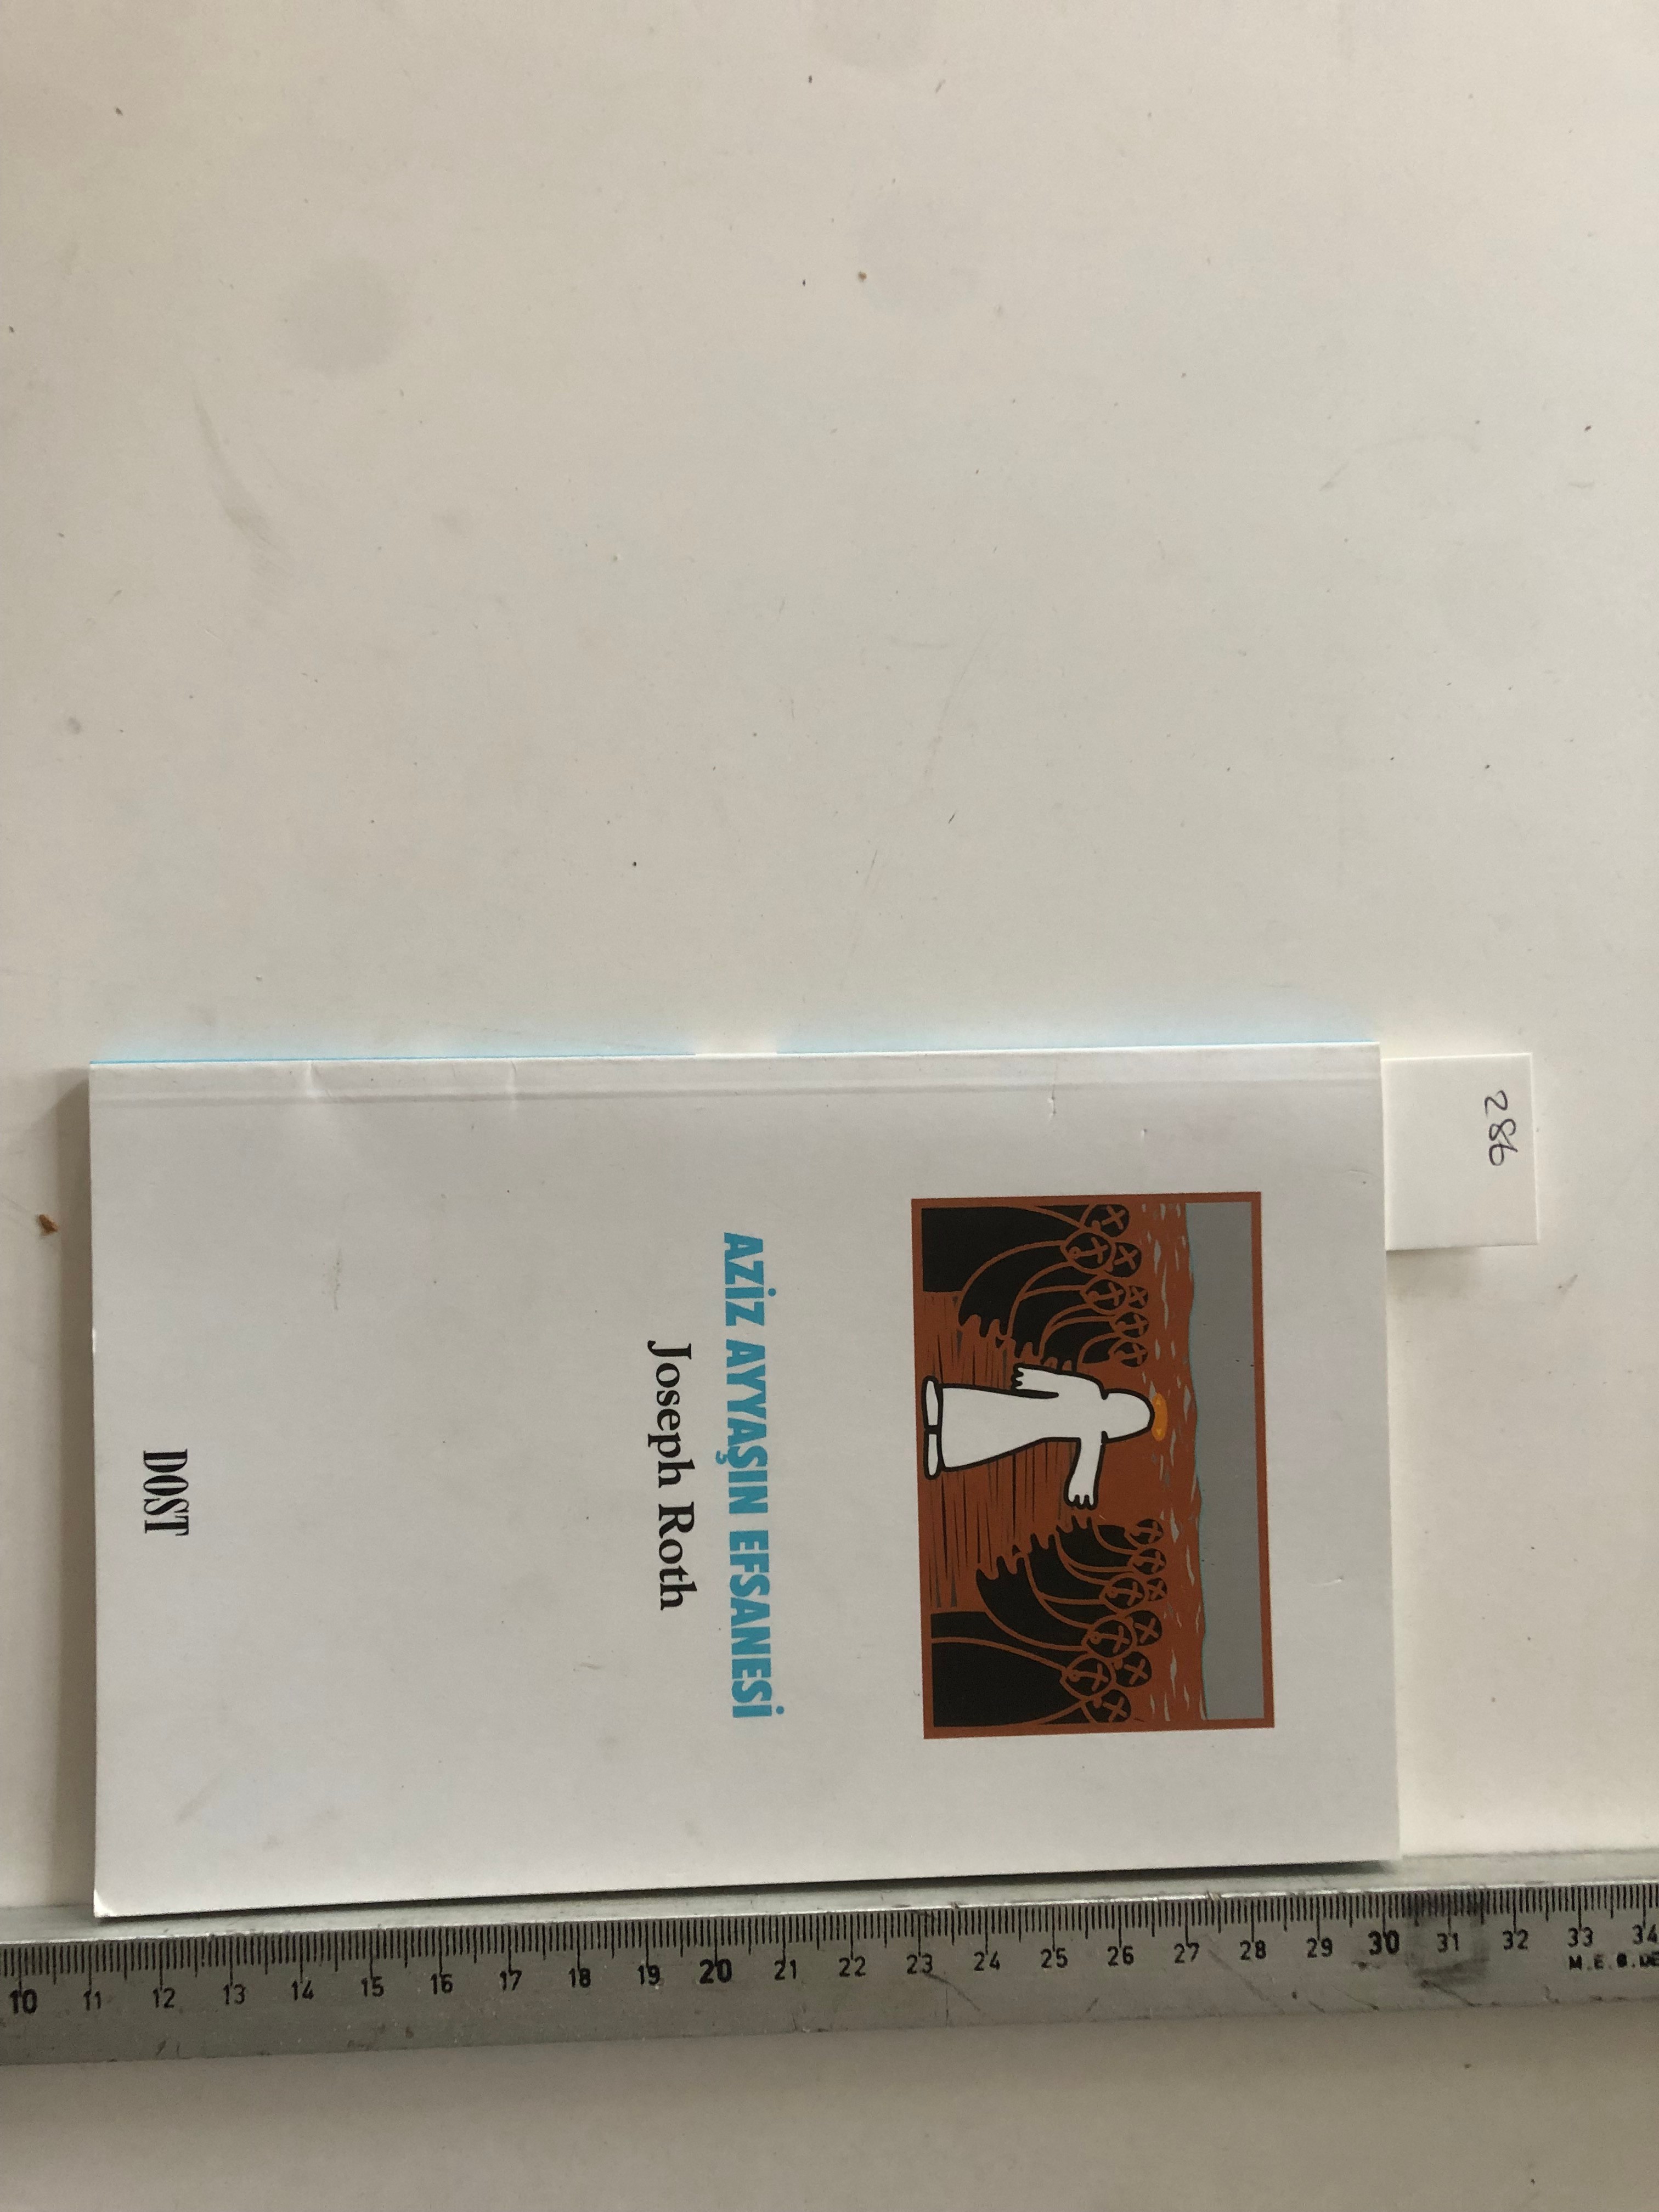 286
AZİZ AYYAŞIN EFSANESİ
Joseph Roth
DOST
10 11 12 13 14 15 16 17 18 19 20 21 22 23 24 25 26 27 28 29 30 31 32 33 34